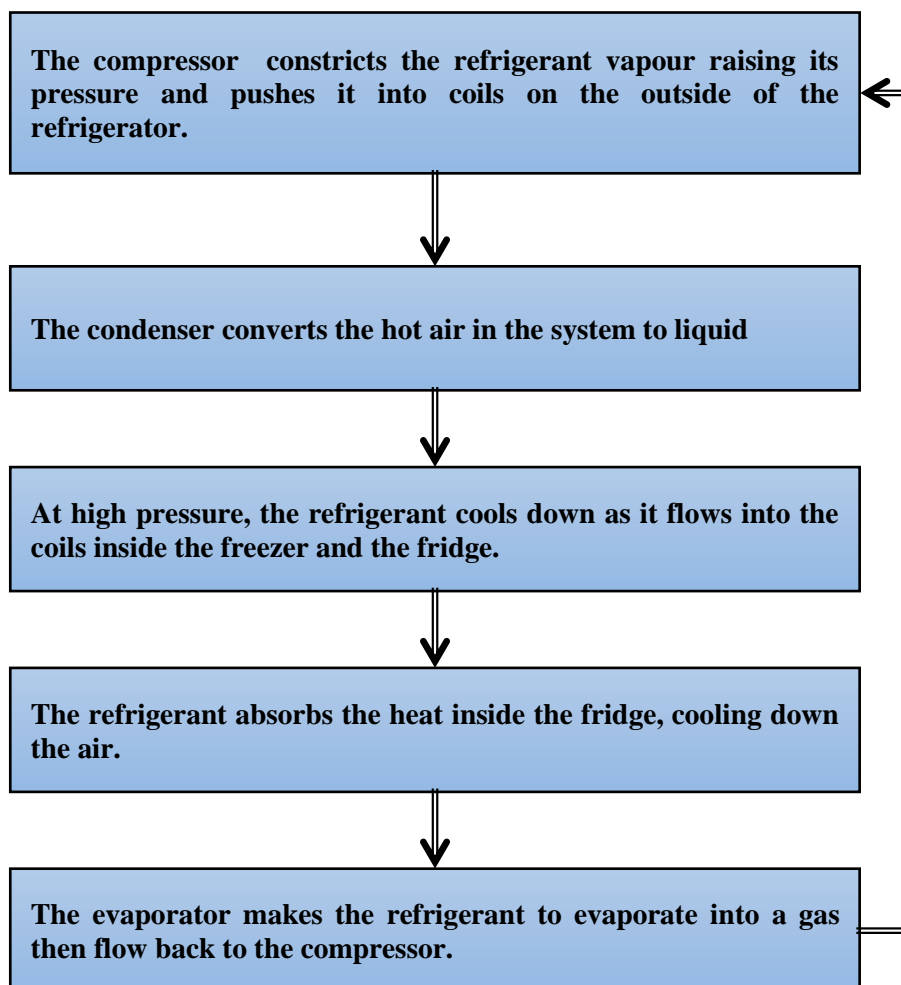 The compressor constricts the refrigerant vapour raising its
pressure and pushes it into coils on the outside of the
refrigerator.
The condenser converts the hot air in the system to liquid
At high pressure, the refrigerant cools down as it flows into the
coils inside the freezer and the fridge.
The refrigerant absorbs the heat inside the fridge, cooling down
the air.
The evaporator makes the refrigerant to evaporate into a gas
then flow back to the compressor.